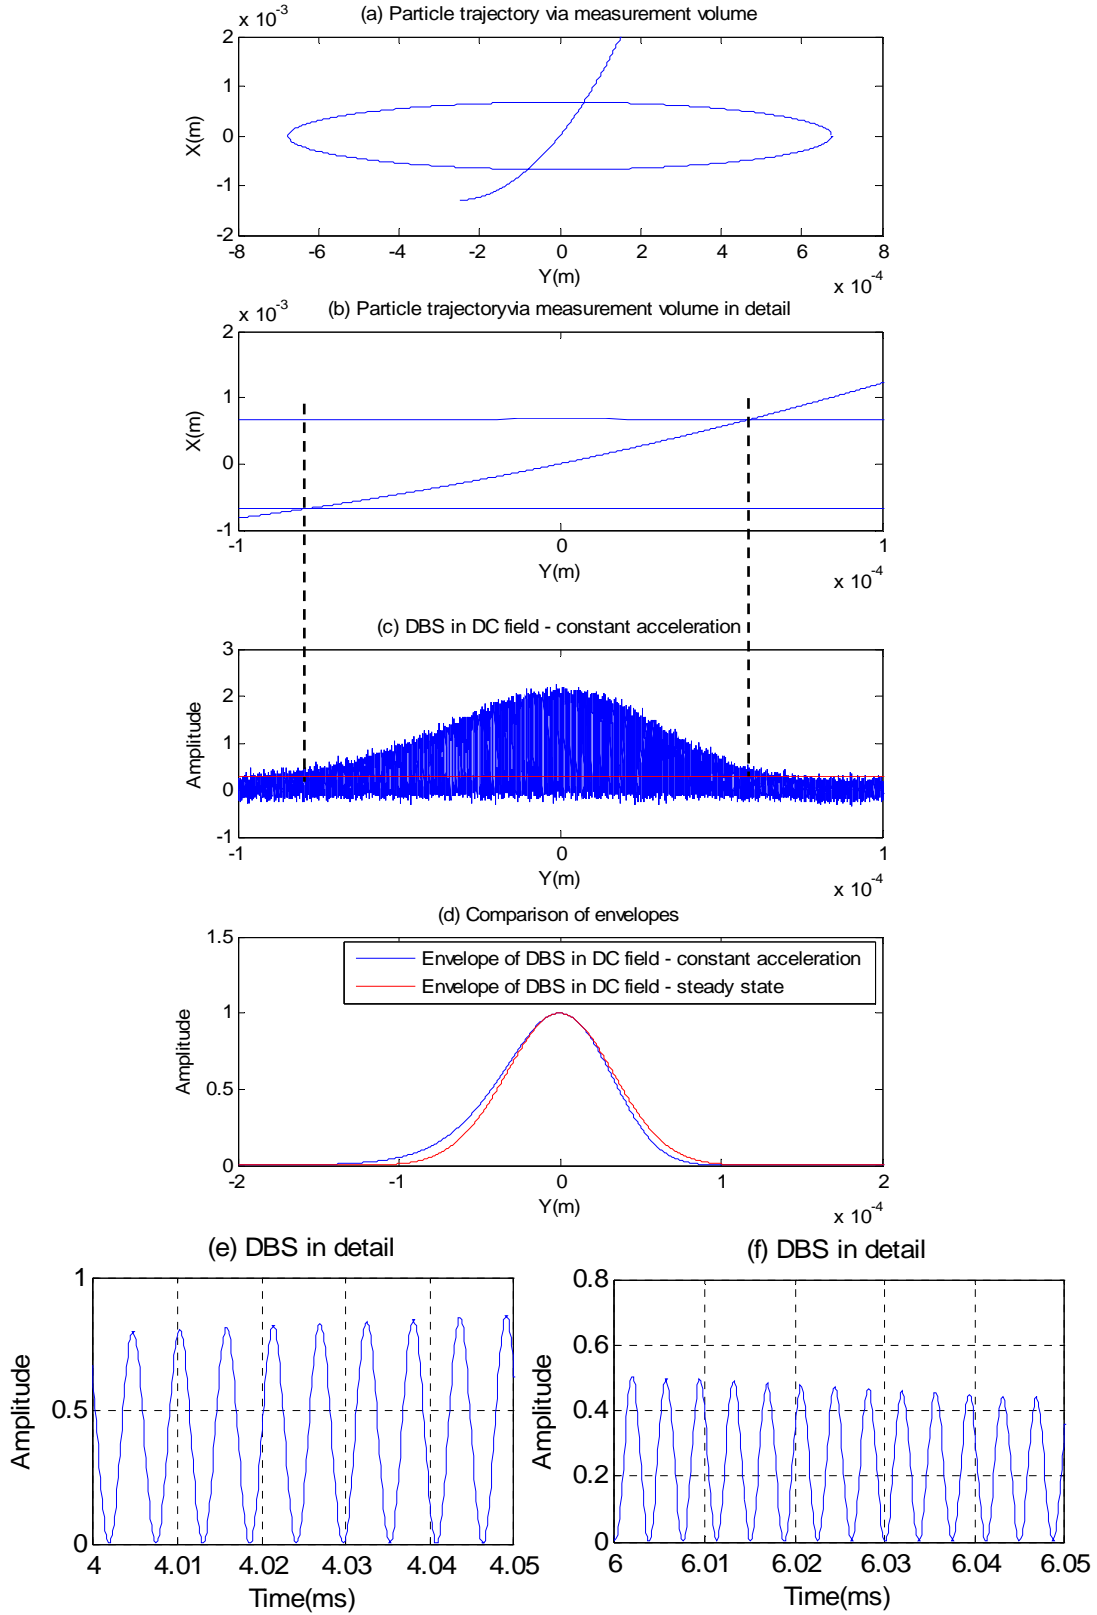 (a) Particle trajectory via measurement volume
x 10⁻³
2
1
0
-1
-2
X(m)
-8 -6 -4 -2 0 2 4 6 8
Y(m)
x 10⁻⁴
(b) Particle trajectoryvia measurement volume in detail
x 10⁻³
2
1
0
-1
X(m)
-1 0 1
Y(m)
x 10⁻⁴
(c) DBS in DC field - constant acceleration
3
2
1
0
-1
Amplitude
-1 0 1
Y(m)
x 10⁻⁴
(d) Comparison of envelopes
1.5
1
0.5
0
Amplitude
Envelope of DBS in DC field - constant acceleration
Envelope of DBS in DC field - steady state
-2 -1 0 1 2
Y(m)
x 10⁻⁴
(e) DBS in detail
1
0.5
0
Amplitude
4 4.01 4.02 4.03 4.04 4.05
Time(ms)
(f) DBS in detail
0.8
0.6
0.4
0.2
0
Amplitude
6 6.01 6.02 6.03 6.04 6.05
Time(ms)